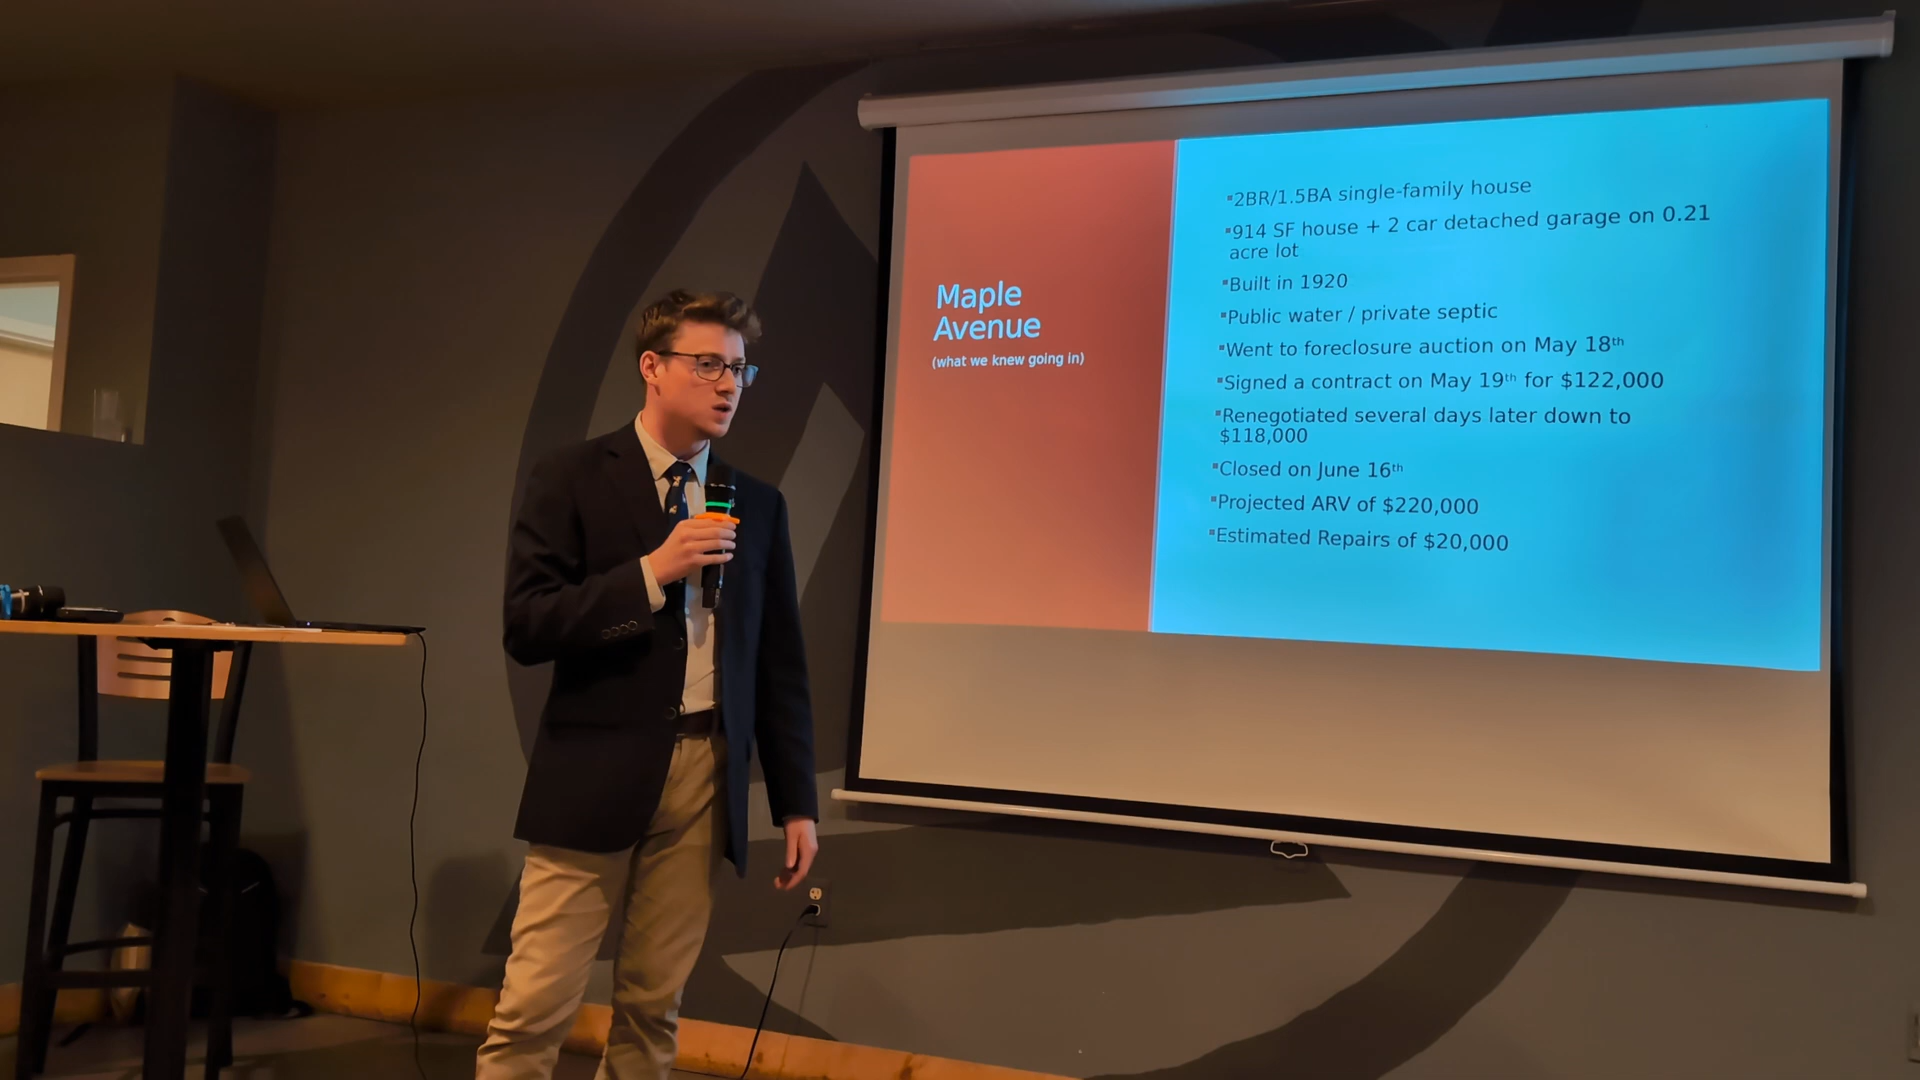 Maple
Avenue
(what we knew going in)
▪2BR/1.5BA single-family house
▪914 SF house + 2 car detached garage on 0.21
acre lot
▪Built in 1920
▪Public water / private septic
▪Went to foreclosure auction on May 18th
▪Signed a contract on May 19th for $122,000
▪Renegotiated several days later down to
$118,000
▪Closed on June 16th
▪Projected ARV of $220,000
▪Estimated Repairs of $20,000